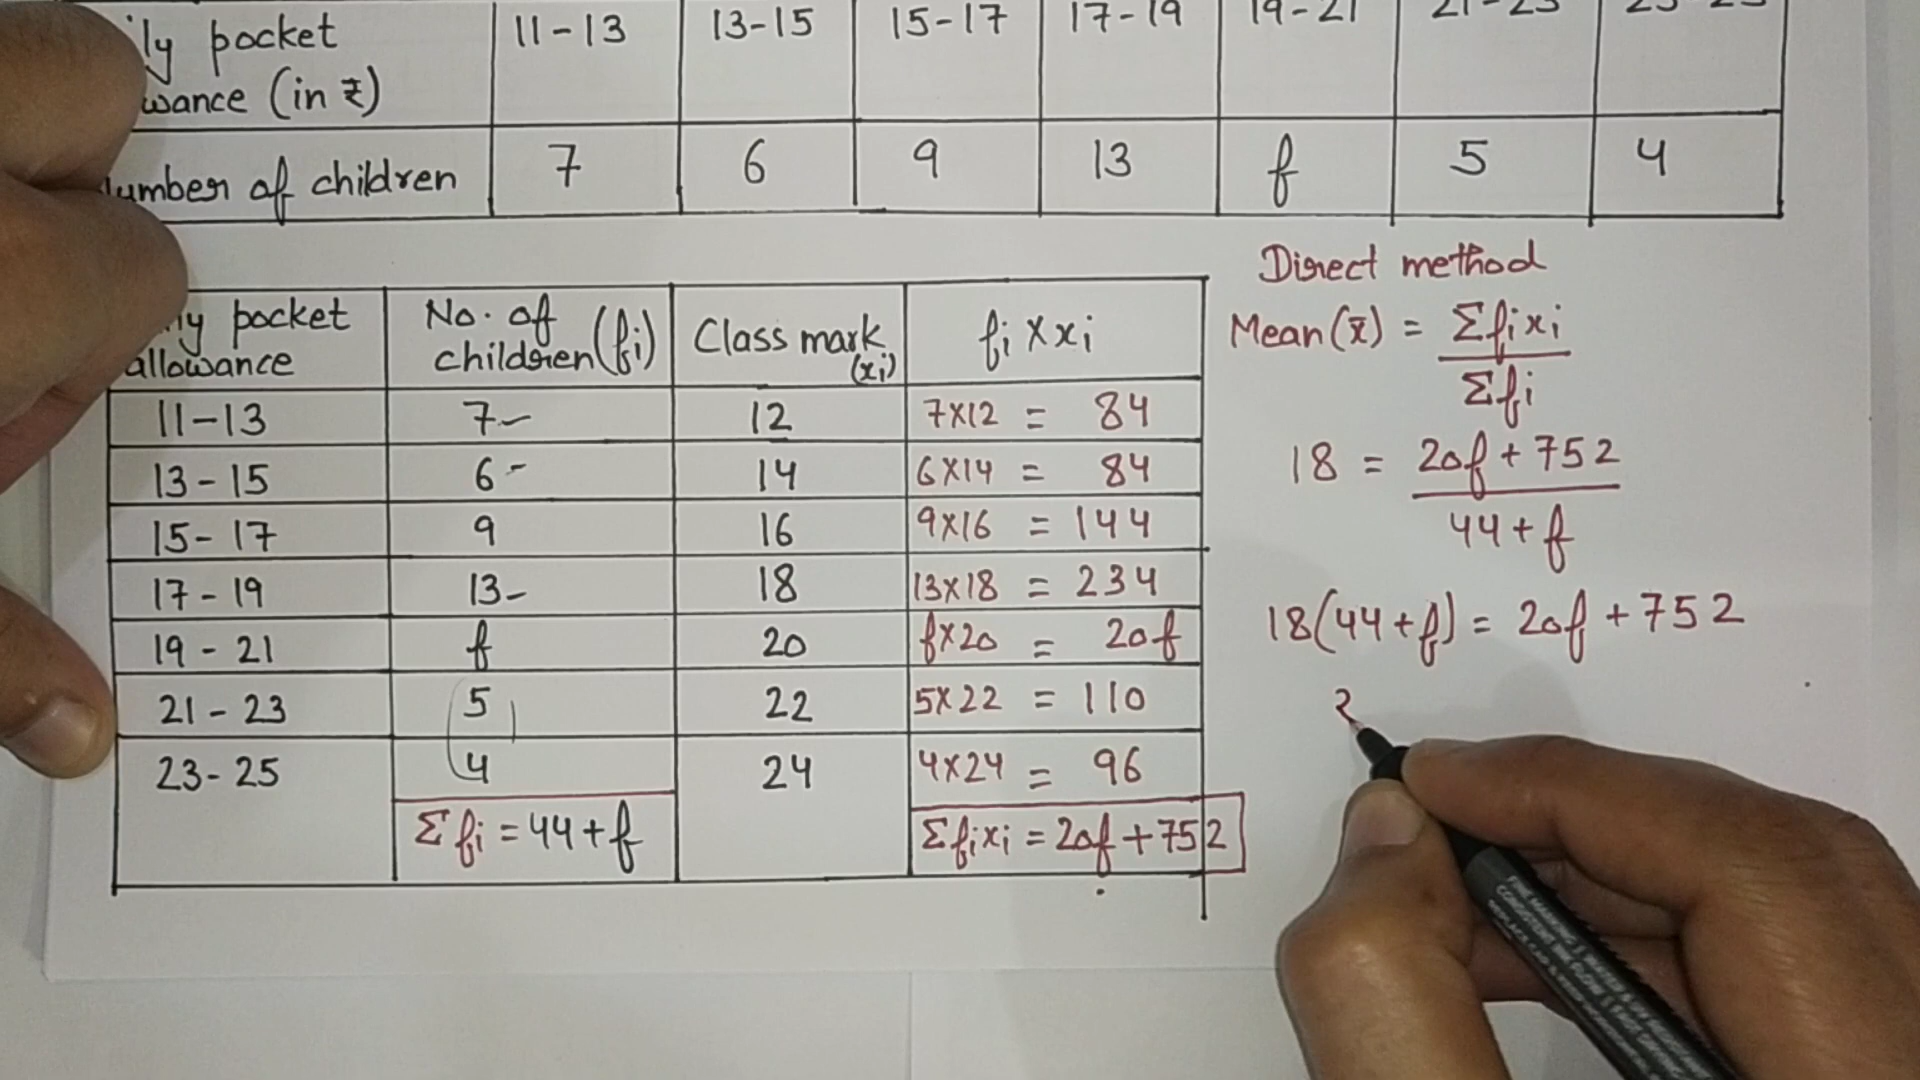 ly pocket 11-13 13-15 15-17 17-19 19-21 21-23
wance (in ₹)
umber of children 7 6 9 13 f 5 4
Direct method
y pocket allowance No. of children (fi) Class mark (xi) fi × xi
11-13 7 12 7×12 = 84
13-15 6 14 6×14 = 84
15-17 9 16 9×16 = 144
17-19 13 18 13×18 = 234
19-21 f 20 f×20 = 20f
21-23 5 22 5×22 = 110
23-25 4 24 4×24 = 96
Σfi = 44+f Σfixi = 20f+752
Mean(x̄) = Σfixi / Σfi
18 = 20f+752 / 44+f
18(44+f) = 20f+752